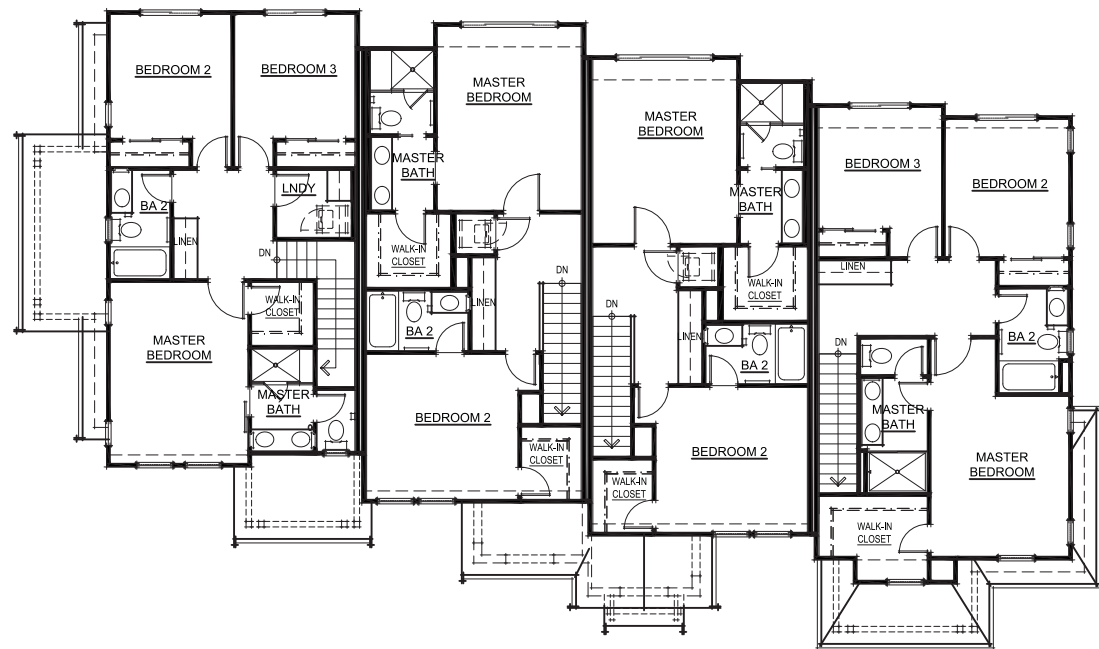 BEDROOM 2
BEDROOM 3
LNDY
BA 2
LINEN
DN
WALK-IN
CLOSET
MASTER
BEDROOM
MASTER
BATH
MASTER
BEDROOM
MASTER
BATH
WALK-IN
CLOSET
DN
LINEN
BA 2
BEDROOM 2
WALK-IN
CLOSET
MASTER
BEDROOM
MASTER
BATH
WALK-IN
CLOSET
DN
LINEN
BA 2
BEDROOM 2
WALK-IN
CLOSET
BEDROOM 3
BEDROOM 2
LINEN
BA 2
DN
MASTER
BATH
MASTER
BEDROOM
WALK-IN
CLOSET